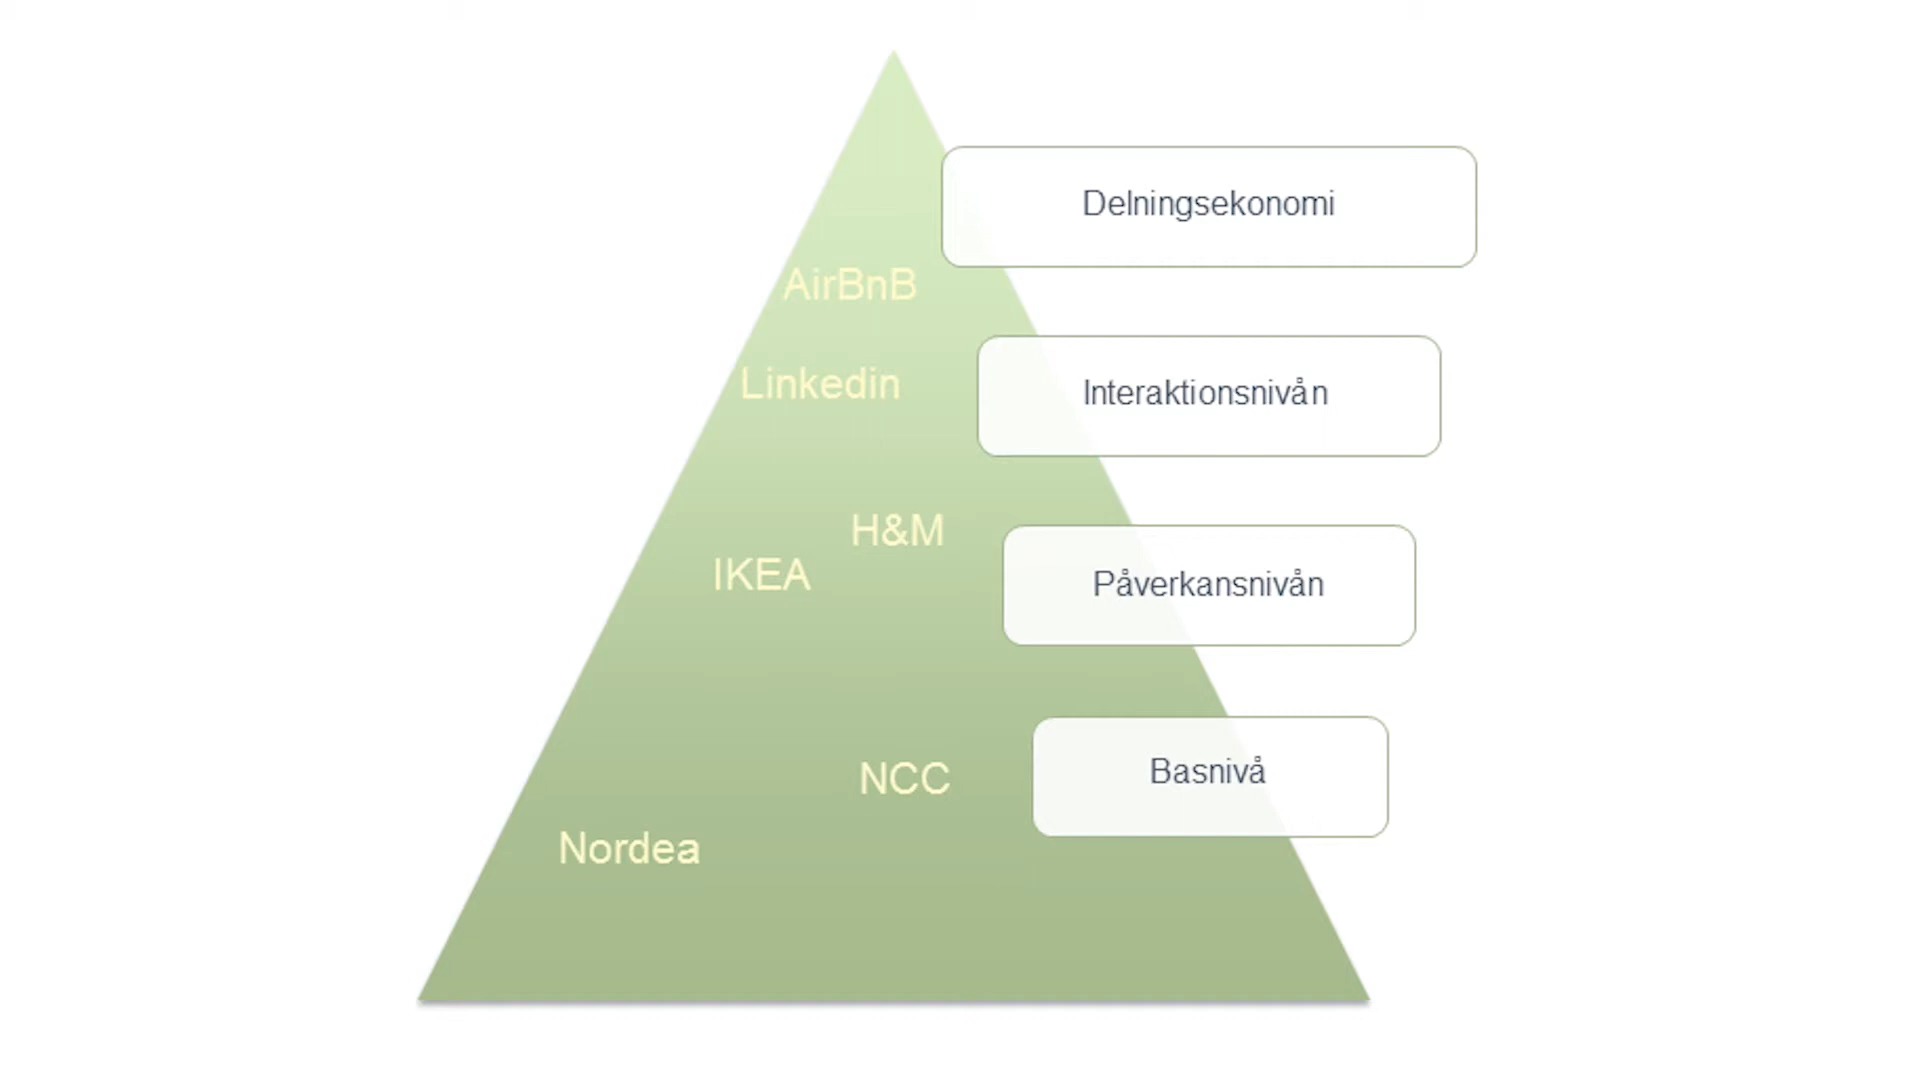 Delningsekonomi
AirBnB
Linkedin
Interaktionsnivån
H&M
IKEA
Påverkansnivån
NCC
Basnivå
Nordea